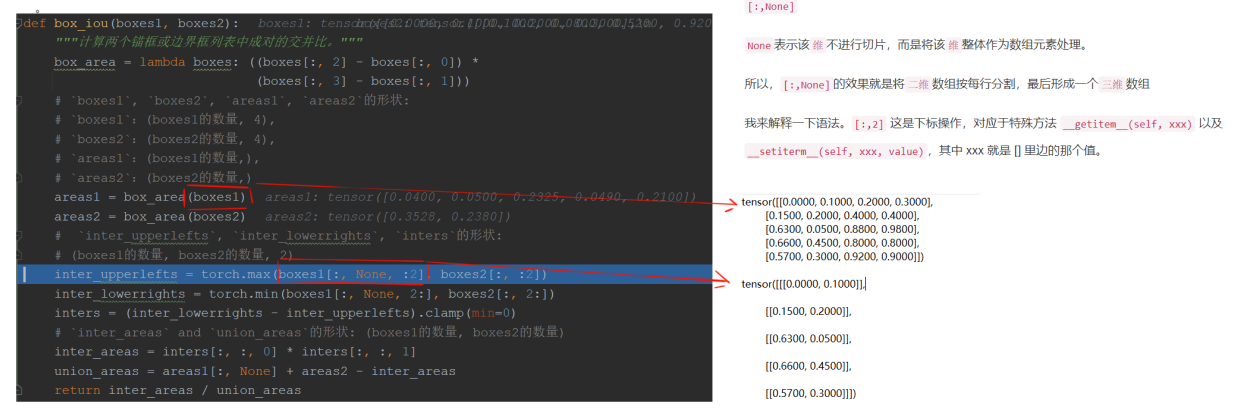 def box_iou(boxes1, boxes2):
"""计算两个锚框或边界框列表中成对的交并比。"""
box_area = lambda boxes: ((boxes[:, 2] - boxes[:, 0]) *
(boxes[:, 3] - boxes[:, 1]))
# `boxes1`, `boxes2`, `areas1`, `areas2`的形状:
# `boxes1`：(boxes1的数量, 4),
# `boxes2`：(boxes2的数量, 4),
# `areas1`：(boxes1的数量,),
# `areas2`：(boxes2的数量,)
areas1 = box_area(boxes1) areas1: tensor([0.0400, 0.0500, 0.2325, 0.0490, 0.2100])
areas2 = box_area(boxes2) areas2: tensor([0.3528, 0.2380])
# `inter_upperlefts`, `inter_lowerrights`, `inters`的形状:
# (boxes1的数量, boxes2的数量, 2)
inter_upperlefts = torch.max(boxes1[:, None, :2], boxes2[:, :2])
inter_lowerrights = torch.min(boxes1[:, None, 2:], boxes2[:, 2:])
inters = (inter_lowerrights - inter_upperlefts).clamp(min=0)
# `inter_areas` and `union_areas`的形状: (boxes1的数量, boxes2的数量)
inter_areas = inters[:, :, 0] * inters[:, :, 1]
union_areas = areas1[:, None] + areas2 - inter_areas
return inter_areas / union_areas
[:,None]
None 表示该 维 不进行切片，而是将该 维 整体作为数组元素处理。
所以，[:,None] 的效果就是将 二维 数组按每行分割，最后形成一个 三维 数组
我来解释一下语法。[:,2] 这是下标操作，对应于特殊方法 __getitem__(self, xxx) 以及
__setiterm__(self, xxx, value)，其中 xxx 就是 [] 里边的那个值。
tensor([[0.0000, 0.1000, 0.2000, 0.3000],
[0.1500, 0.2000, 0.4000, 0.4000],
[0.6300, 0.0500, 0.8800, 0.9800],
[0.6600, 0.4500, 0.8000, 0.8000],
[0.5700, 0.3000, 0.9200, 0.9000]])
tensor([[[0.0000, 0.1000]],
[[0.1500, 0.2000]],
[[0.6300, 0.0500]],
[[0.6600, 0.4500]],
[[0.5700, 0.3000]]])